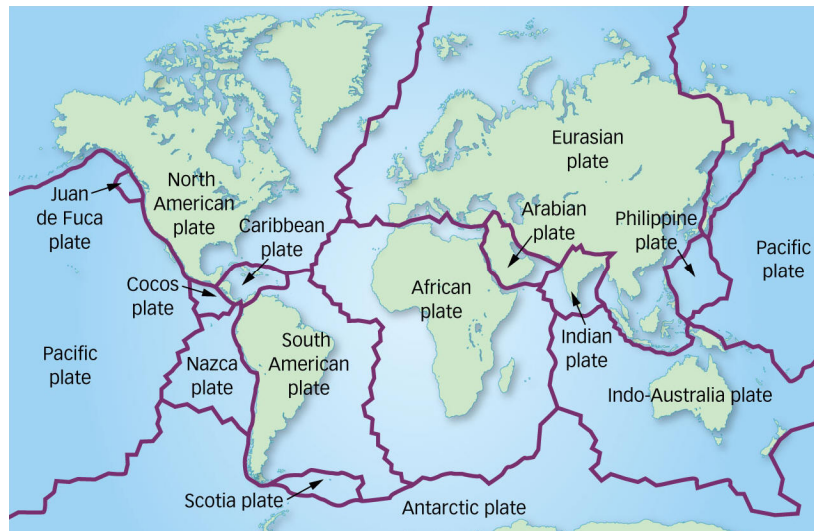 Eurasian
plate
Juan
de Fuca
plate
North
American
plate
Caribbean
plate
Arabian
plate
Philippine
plate
Pacific
plate
Cocos
plate
African
plate
Indian
plate
Pacific
plate
Nazca
plate
South
American
plate
Indo-Australia plate
Scotia plate
Antarctic plate